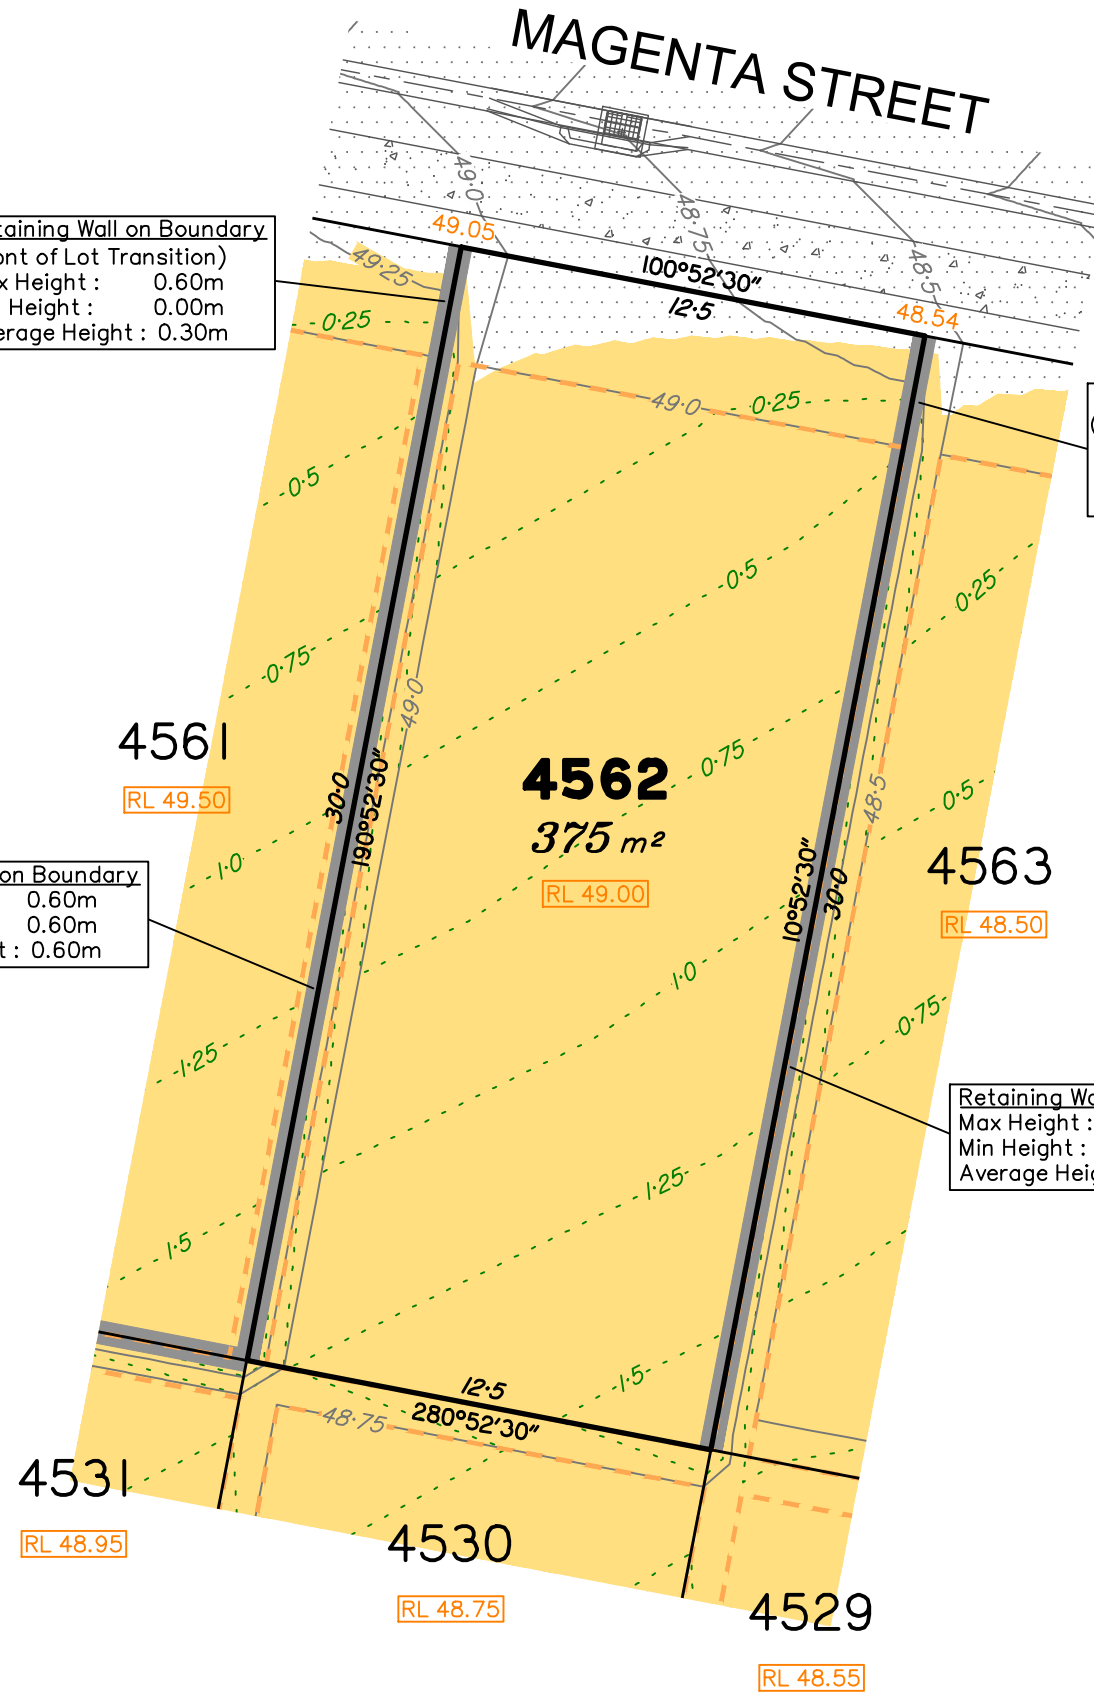 MAGENTA STREET
49.0
48.75
48.5
49.05
100°52'30"
12.5
48.54
taining Wall on Boundary
ont of Lot Transition)
x Height : 0.60m
Height : 0.00m
erage Height : 0.30m
49.25
0.25
49.0
0.25
0.5
0.5
0.25
0.75
49.0
4561
RL 49.50
30.0
190°52'30"
4562
375 m²
RL 49.00
0.75
48.5
0.5
10°52'30"
30.0
4563
RL 48.50
1.0
on Boundary
0.60m
0.60m
t : 0.60m
1.0
0.75
1.25
Retaining Wa
Max Height :
Min Height :
Average Heig
1.25
1.5
1.5
12.5
280°52'30"
48.75
4531
RL 48.95
4530
RL 48.75
4529
RL 48.55